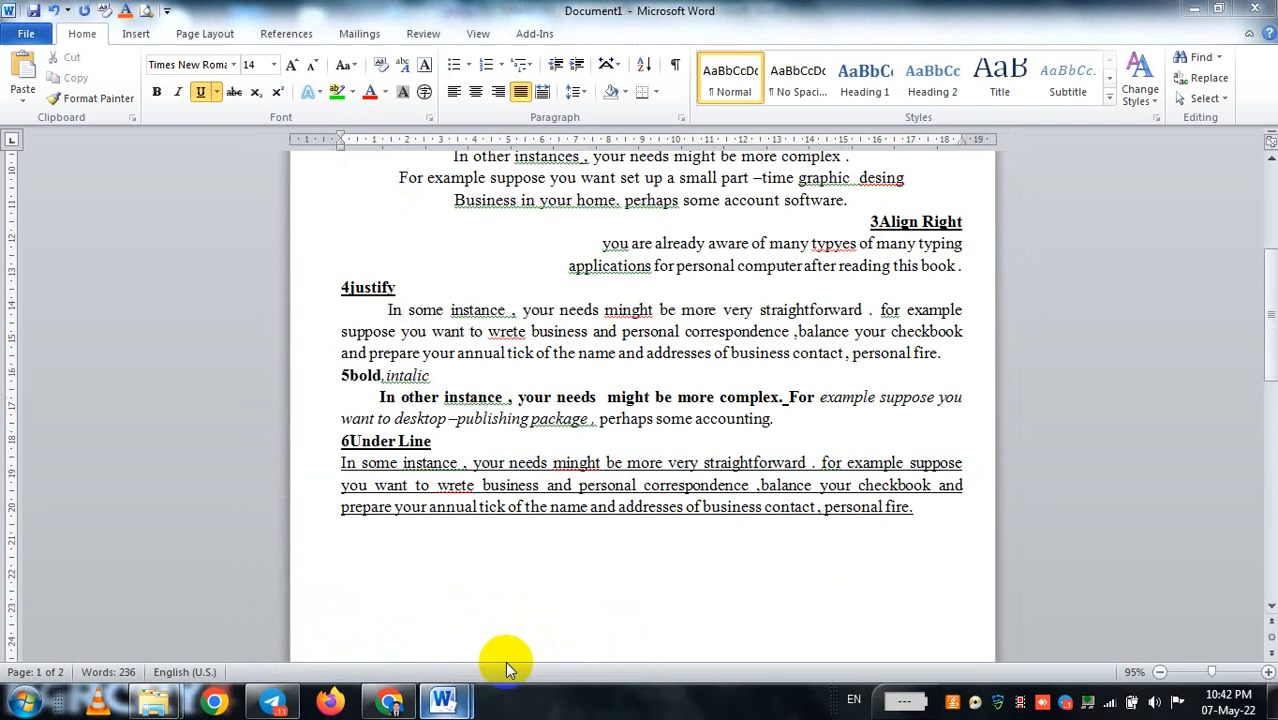 Document1 - Microsoft Word
File Home Insert Page Layout References Mailings Review View Add-Ins
Paste
Cut
Copy
Format Painter
Clipboard
Times New Roma 14
Font
Paragraph
AaBbCcDc AaBbCcDc AaBbC( AaBbCc AaB AaBbCc.
¶ Normal ¶ No Spaci... Heading 1 Heading 2 Title Subtitle
Change Styles
Styles
Find
Replace
Select
Editing
In other instances , your needs might be more complex .
For example suppose you want set up a small part –time graphic desing
Business in your home. perhaps some account software.
3Align Right
you are already aware of many typyes of many typing
applications for personal computer after reading this book .
4justify
In some instance , your needs minght be more very straightforward . for example
suppose you want to wrete business and personal correspondence ,balance your checkbook
and prepare your annual tick of the name and addresses of business contact , personal fire.
5bold,intalic
In other instance , your needs might be more complex. For example suppose you
want to desktop –publishing package , perhaps some accounting.
6Under Line
In some instance , your needs minght be more very straightforward . for example suppose
you want to wrete business and personal correspondence ,balance your checkbook and
prepare your annual tick of the name and addresses of business contact , personal fire.
Page: 1 of 2 Words: 236 English (U.S.) 95%
EN 10:42 PM
07-May-22